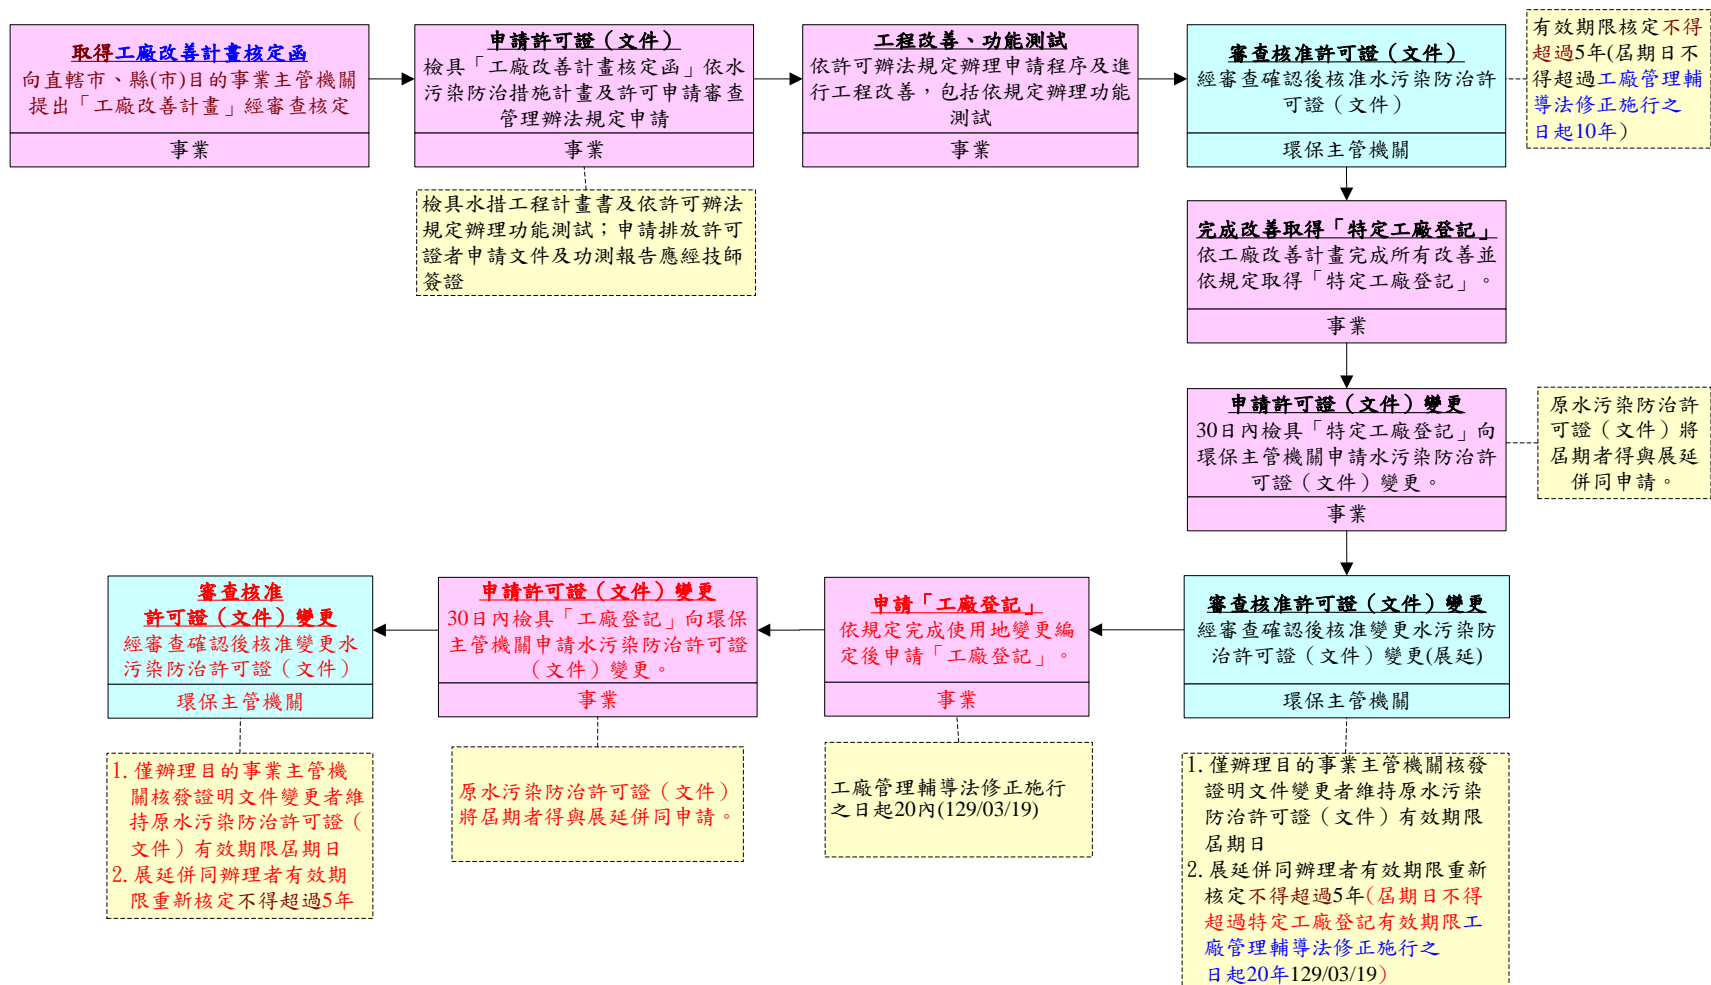 取得工廠改善計畫核定函
向直轄市、縣(市)目的事業主管機關
提出「工廠改善計畫」經審查核定
事業
申請許可證（文件）
檢具「工廠改善計畫核定函」依水
污染防治措施計畫及許可申請審查
管理辦法規定申請
事業
檢具水措工程計畫書及依許可辦法
規定辦理功能測試；申請排放許可
證者申請文件及功測報告應經技師
簽證
工程改善、功能測試
依許可辦法規定辦理申請程序及進
行工程改善，包括依規定辦理功能
測試
事業
審查核准許可證（文件）
經審查確認後核准水污染防治許
可證（文件）
環保主管機關
有效期限核定不得
超過5年(屆期日不
得超過工廠管理輔
導法修正施行之
日起10年)
完成改善取得「特定工廠登記」
依工廠改善計畫完成所有改善並
依規定取得「特定工廠登記」。
事業
申請許可證（文件）變更
30日內檢具「特定工廠登記」向
環保主管機關申請水污染防治許
可證（文件）變更。
事業
原水污染防治許
可證（文件）將
屆期者得與展延
併同申請。
審查核准許可證（文件）變更
經審查確認後核准變更水污染防
治許可證（文件）變更(展延)
環保主管機關
1. 僅辦理目的事業主管機關核發
證明文件變更者維持原水污染
防治許可證（文件）有效期限
屆期日
2. 展延併同辦理者有效期限重新
核定不得超過5年(屆期日不得
超過特定工廠登記有效期限工
廠管理輔導法修正施行之
日起20年129/03/19)
申請「工廠登記」
依規定完成使用地變更編
定後申請「工廠登記」。
事業
工廠管理輔導法修正施行
之日起20內(129/03/19)
申請許可證（文件）變更
30日內檢具「工廠登記」向環保
主管機關申請水污染防治許可證
（文件）變更。
事業
原水污染防治許可證（文件）
將屆期者得與展延併同申請。
審查核准
許可證（文件）變更
經審查確認後核准變更水
污染防治許可證（文件）
環保主管機關
1. 僅辦理目的事業主管機
關核發證明文件變更者維
持原水污染防治許可證（
文件）有效期限屆期日
2. 展延併同辦理者有效期
限重新核定不得超過5年